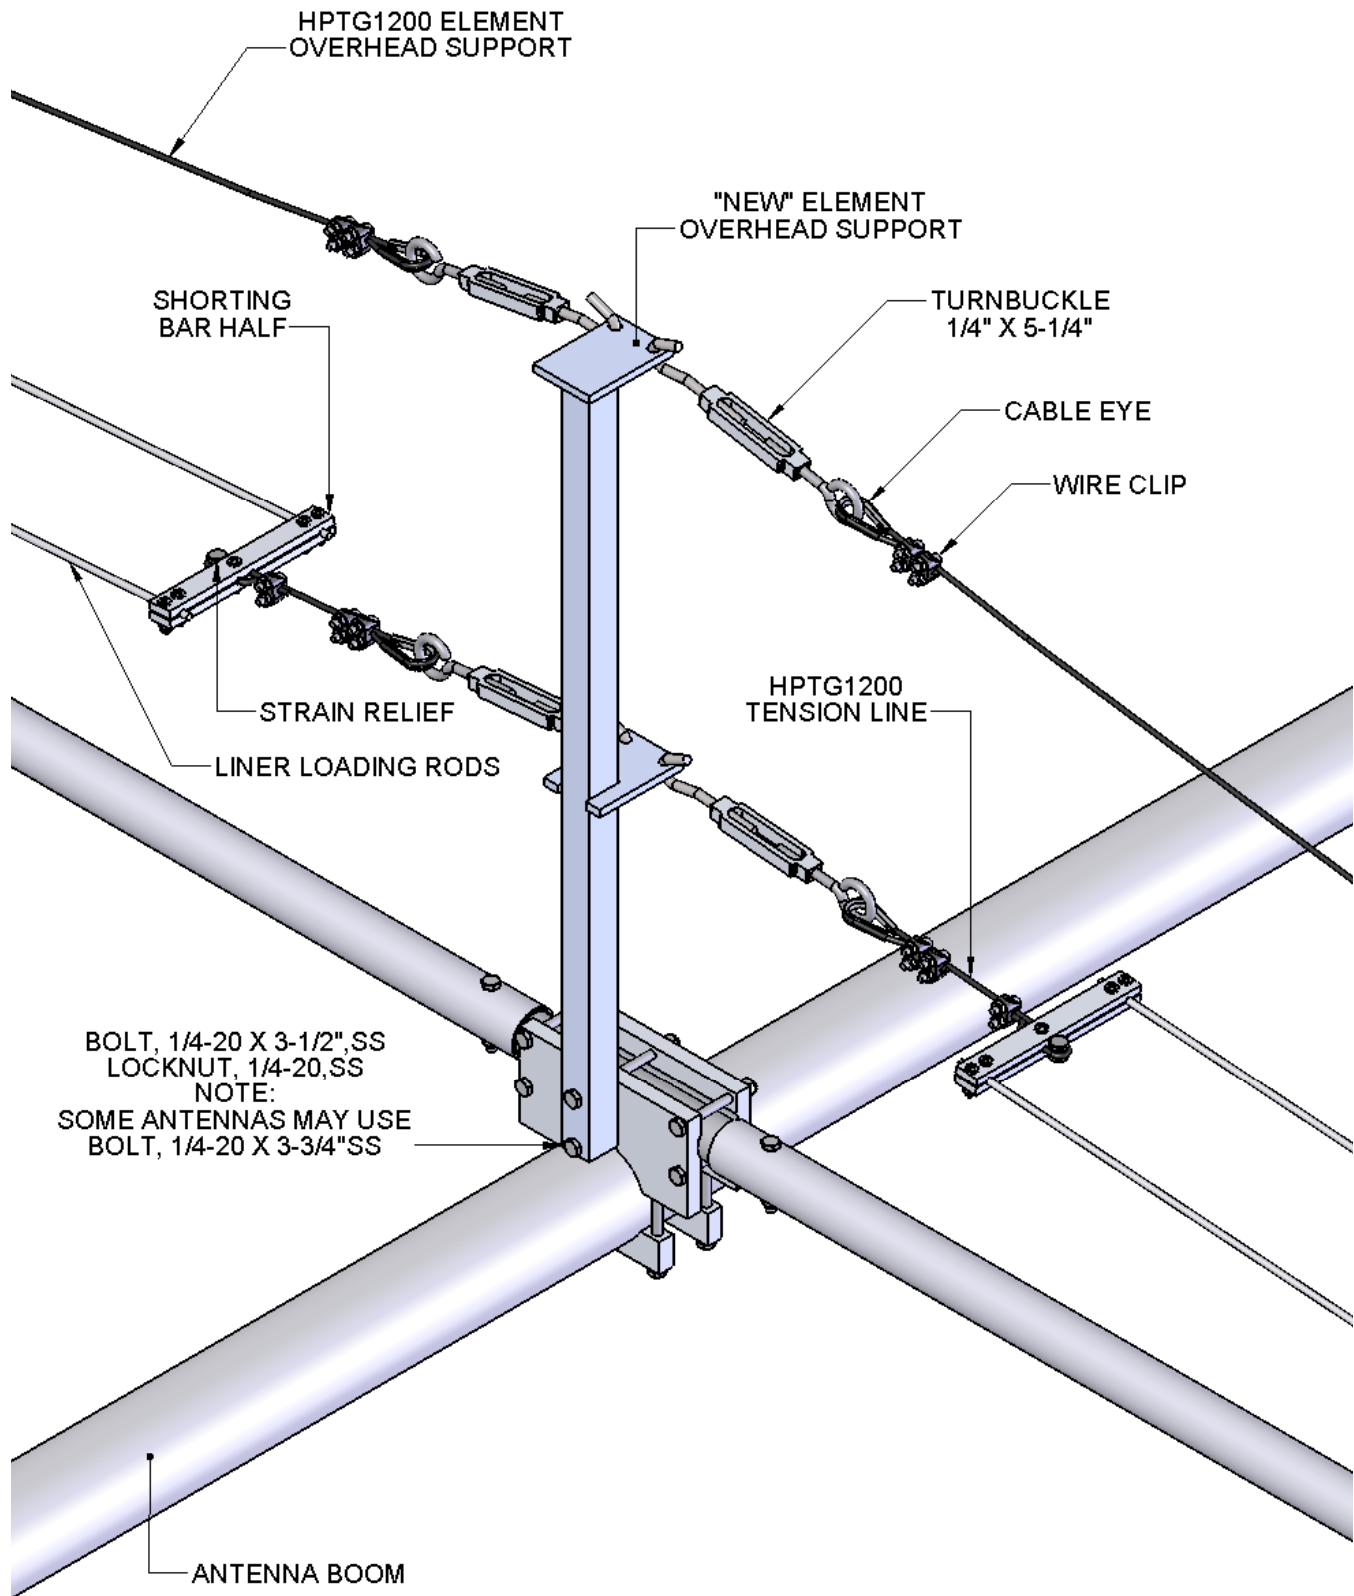 HPTG1200 ELEMENT
OVERHEAD SUPPORT
"NEW" ELEMENT
OVERHEAD SUPPORT
SHORTING
BAR HALF
TURNBUCKLE
1/4" X 5-1/4"
CABLE EYE
WIRE CLIP
HPTG1200
TENSION LINE
STRAIN RELIEF
LINER LOADING RODS
BOLT, 1/4-20 X 3-1/2",SS
LOCKNUT, 1/4-20,SS
NOTE:
SOME ANTENNAS MAY USE
BOLT, 1/4-20 X 3-3/4"SS
ANTENNA BOOM